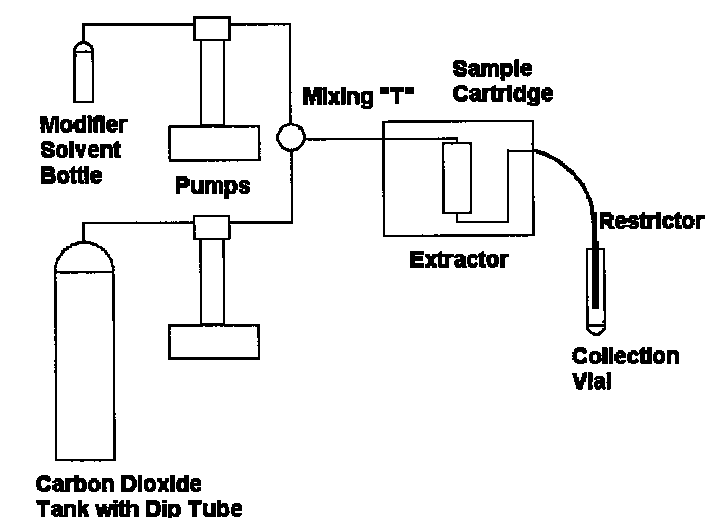 Sample
Cartridge
Mixing "T"
Modifier
Solvent
Bottle
Pumps
Restrictor
Extractor
Collection
Vial
Carbon Dioxide
Tank with Dip Tube